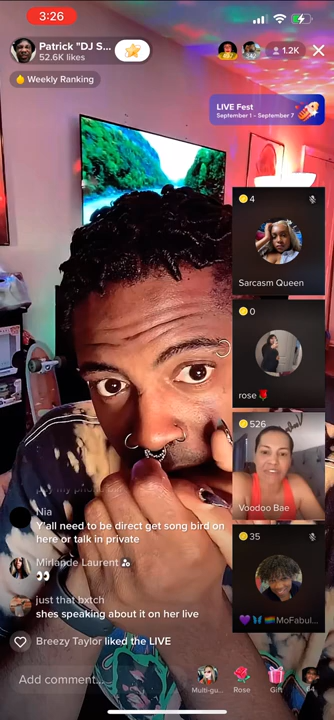 3:26
Patrick "DJ S...
52.6K likes
1.2K
Weekly Ranking
LIVE Fest
September 1 - September 7
4
Sarcasm Queen
0
rose🌹
526
Voodoo Bae
35
💜🦋🏳️‍🌈MoFabul...
Nia
Y'all need to be direct get song bird on
here or talk in private
Mirlande Laurent
👀
just that bxtch
shes speaking about it on her live
Breezy Taylor liked the LIVE
Add comment...
Multi-gu...
Rose
Gift